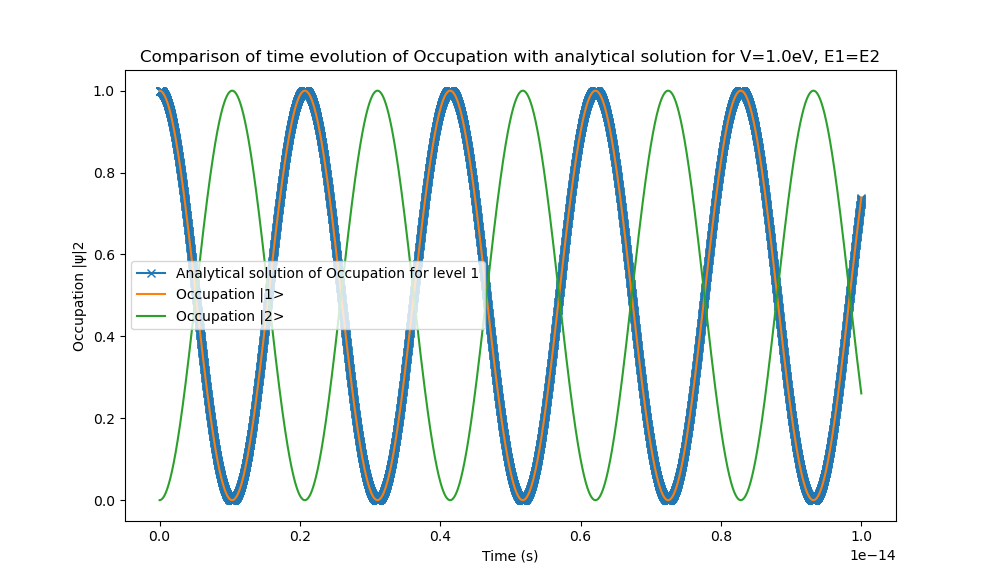 Comparison of time evolution of Occupation with analytical solution for V=1.0eV, E1=E2
1.0
0.8
0.6
0.4
0.2
0.0
Occupation |ψ|2
Analytical solution of Occupation for level 1
Occupation |1>
Occupation |2>
0.0 0.2 0.4 0.6 0.8 1.0
Time (s)
1e−14